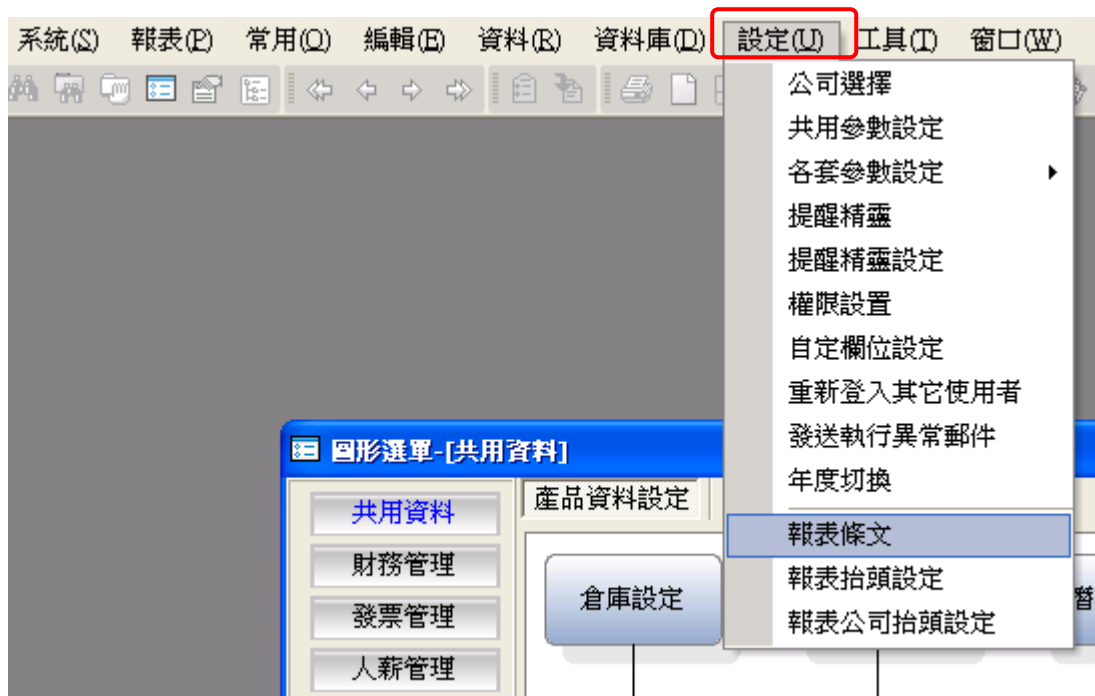 系統(S) 報表(P) 常用(Q) 編輯(E) 資料(R) 資料庫(D) 設定(U) 工具(T) 窗口(W)
公司選擇
共用參數設定
各套參數設定
提醒精靈
提醒精靈設定
權限設置
自定欄位設定
重新登入其它使用者
發送執行異常郵件
年度切換
報表條文
報表抬頭設定
報表公司抬頭設定
圖形選單-[共用資料]
共用資料
財務管理
發票管理
人薪管理
產品資料設定
倉庫設定